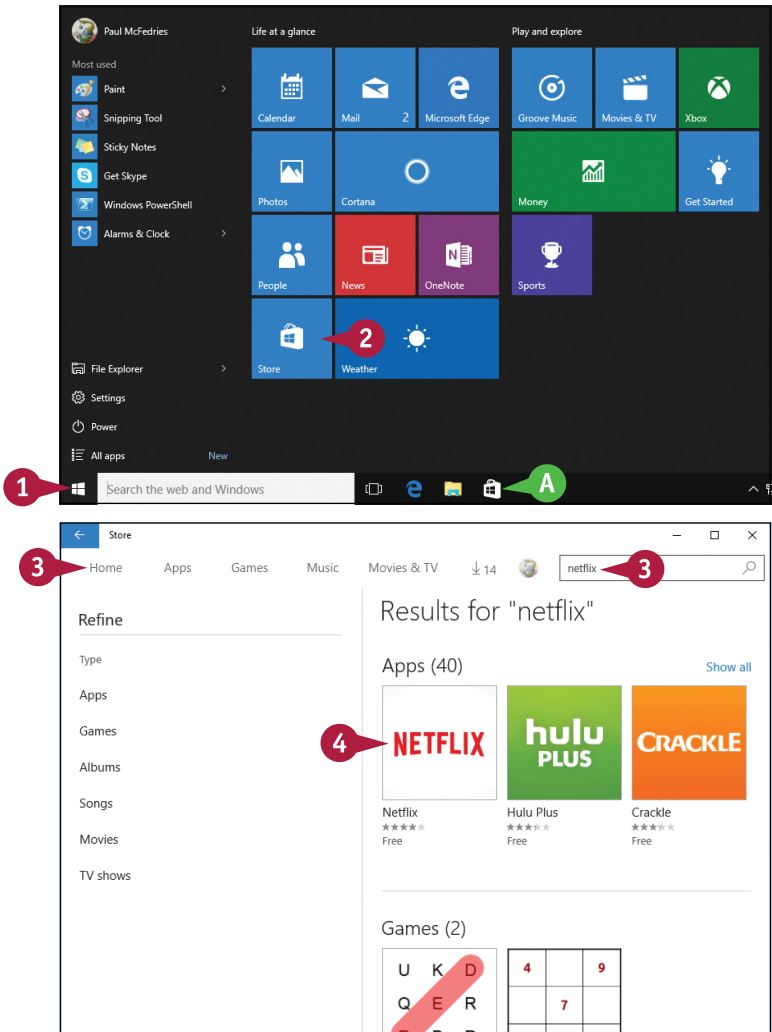 Paul McFedries
Life at a glance
Play and explore
Most used
Paint
Snipping Tool
Sticky Notes
Get Skype
Windows PowerShell
Alarms & Clock
Calendar
Mail 2
Microsoft Edge
Groove Music
Movies & TV
Xbox
Photos
Cortana
Money
Get Started
People
News
OneNote
Sports
Store
Weather
2
File Explorer
Settings
Power
All apps New
1
Search the web and Windows
A
Store
3
Home Apps Games Music Movies & TV 14
netflix
3
Refine
Type
Apps
Games
Albums
Songs
Movies
TV shows
Results for "netflix"
Apps (40) Show all
4
NETFLIX
hulu
PLUS
CRACKLE
Netflix Hulu Plus Crackle
Free Free Free
Games (2)
U K D
Q E R
4 9
7